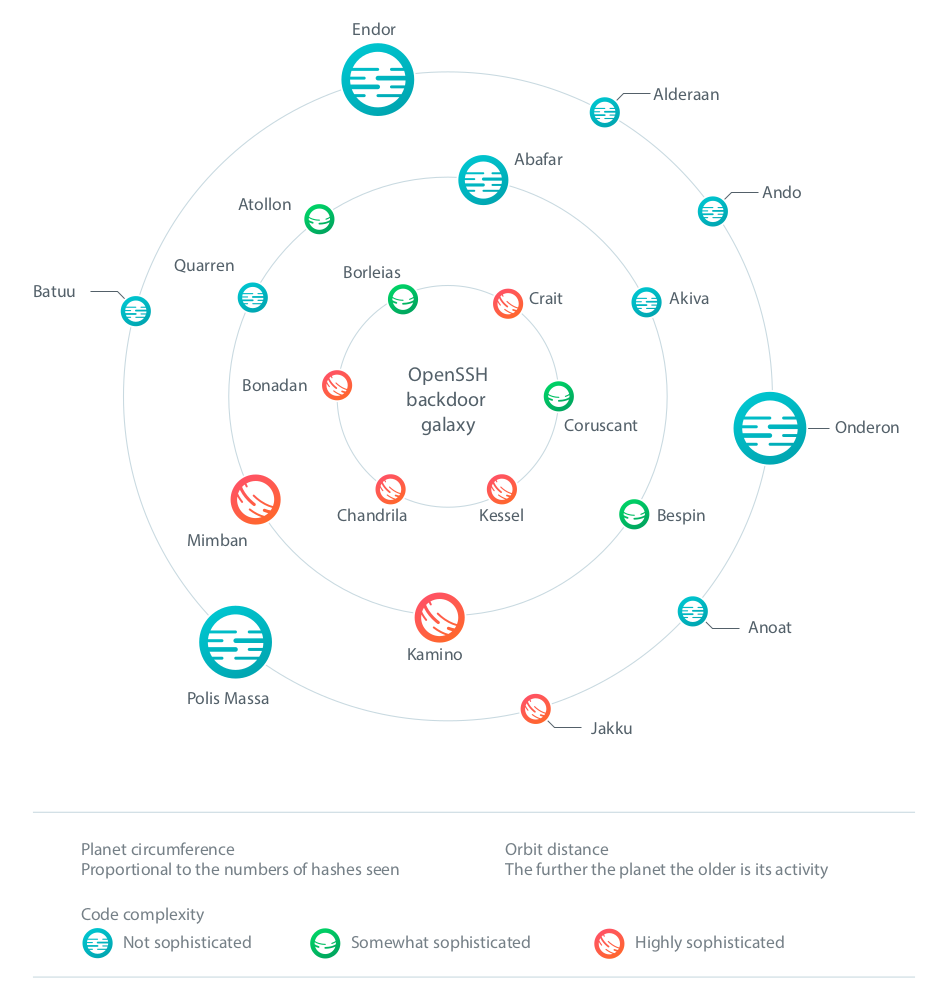 Endor
Alderaan
Abafar
Ando
Atollon
Quarren
Borleias
Batuu
Crait
Akiva
OpenSSH
backdoor
galaxy
Bonadan
Coruscant
Onderon
Chandrila
Kessel
Bespin
Mimban
Anoat
Kamino
Polis Massa
Jakku
Planet circumference
Proportional to the numbers of hashes seen
Orbit distance
The further the planet the older is its activity
Code complexity
Not sophisticated
Somewhat sophisticated
Highly sophisticated